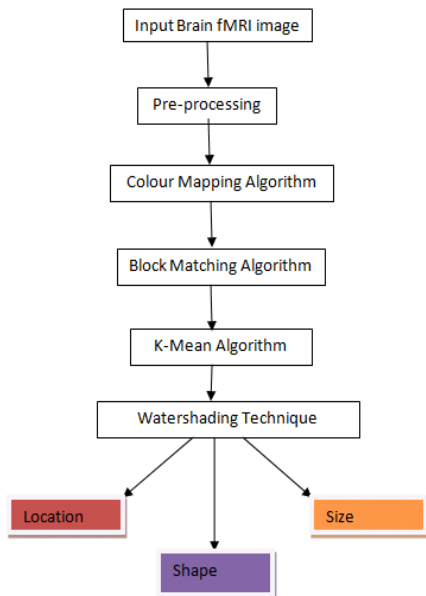 Input Brain fMRI image
Pre-processing
Colour Mapping Algorithm
Block Matching Algorithm
K-Mean Algorithm
Watershading Technique
Location
Size
Shape